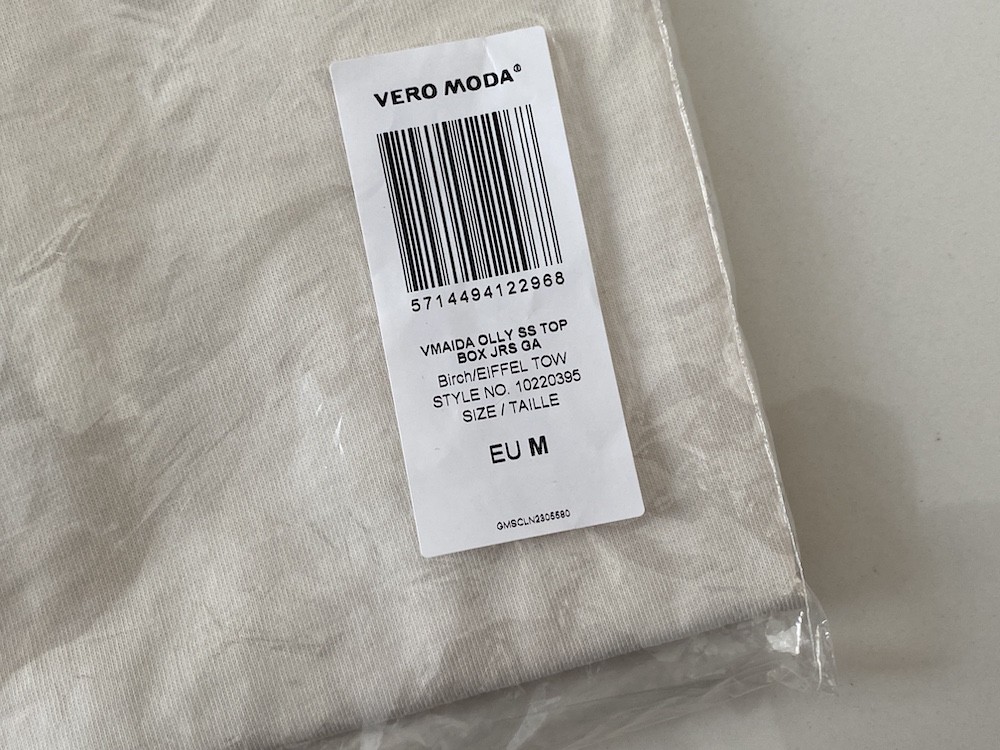 VERO MODA®
5714494122968
VMAIDA OLLY SS TOP
BOX JRS GA
Birch/EIFFEL TOW
STYLE NO. 10220395
SIZE / TAILLE
EU M
GMSCLN2305580